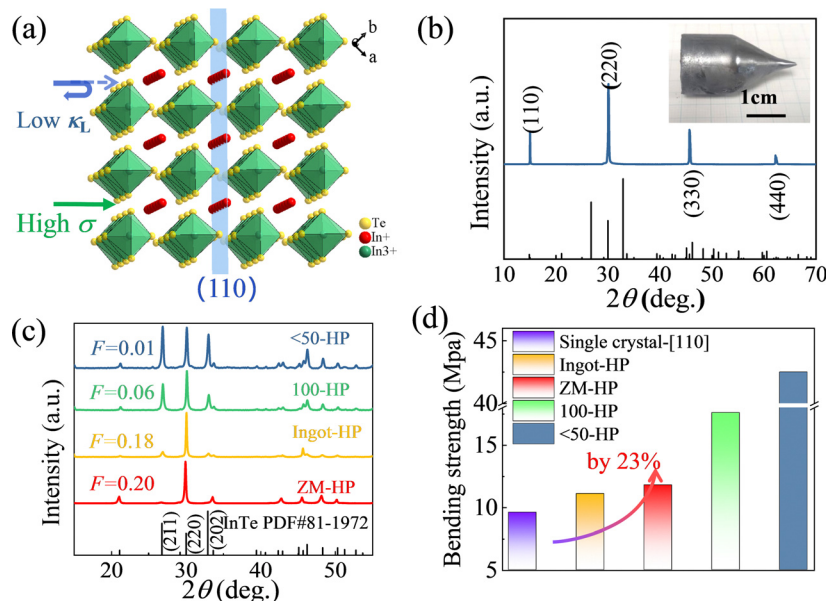 (a)
b
a
Low κL
High σ
Te
In+
In3+
(110)
(b)
Intensity (a.u.)
(110)
(220)
(330)
(440)
1cm
10 20 30 40 50 60 70
2θ (deg.)
(c)
Intensity (a.u.)
F=0.01 <50-HP
F=0.06 100-HP
F=0.18 Ingot-HP
F=0.20 ZM-HP
(211)
(220)
(202)
InTe PDF#81-1972
20 30 40 50
2θ (deg.)
(d)
Bending strength (Mpa)
45
40
15
10
5
Single crystal-[110]
Ingot-HP
ZM-HP
100-HP
<50-HP
by 23%